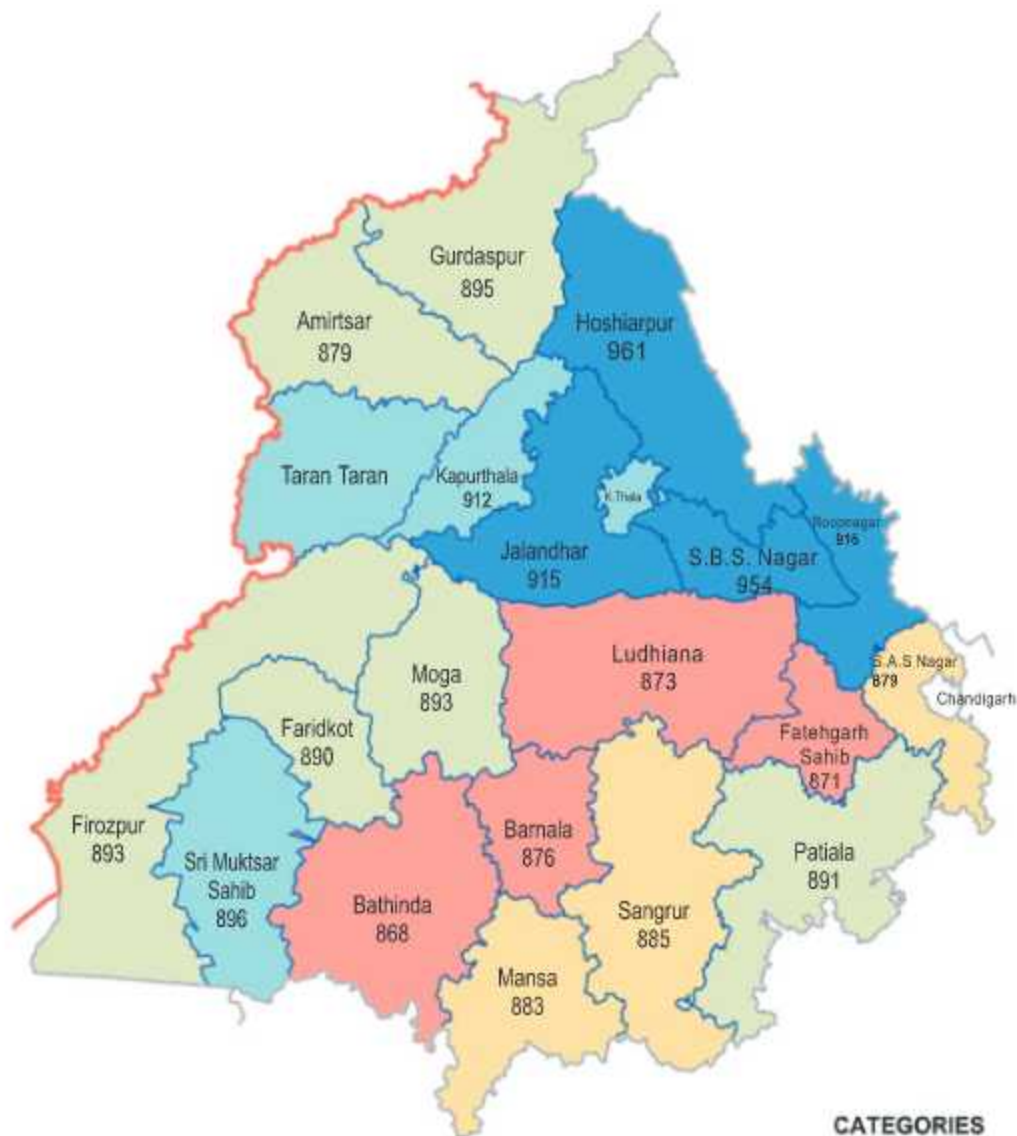 Gurdaspur
895
Amirtsar
879
Hoshiarpur
961
Taran Taran
Kapurthala
912
K.Thala
Roopnagar
916
Jalandhar
915
S.B.S. Nagar
954
Ludhiana
873
Moga
893
S.A.S Nagar
879
Chandigarh
Faridkot
890
Fatehgarh
Sahib
871
Firozpur
893
Barnala
876
Patiala
891
Sri Muktsar
Sahib
896
Bathinda
868
Sangrur
885
Mansa
883
CATEGORIES